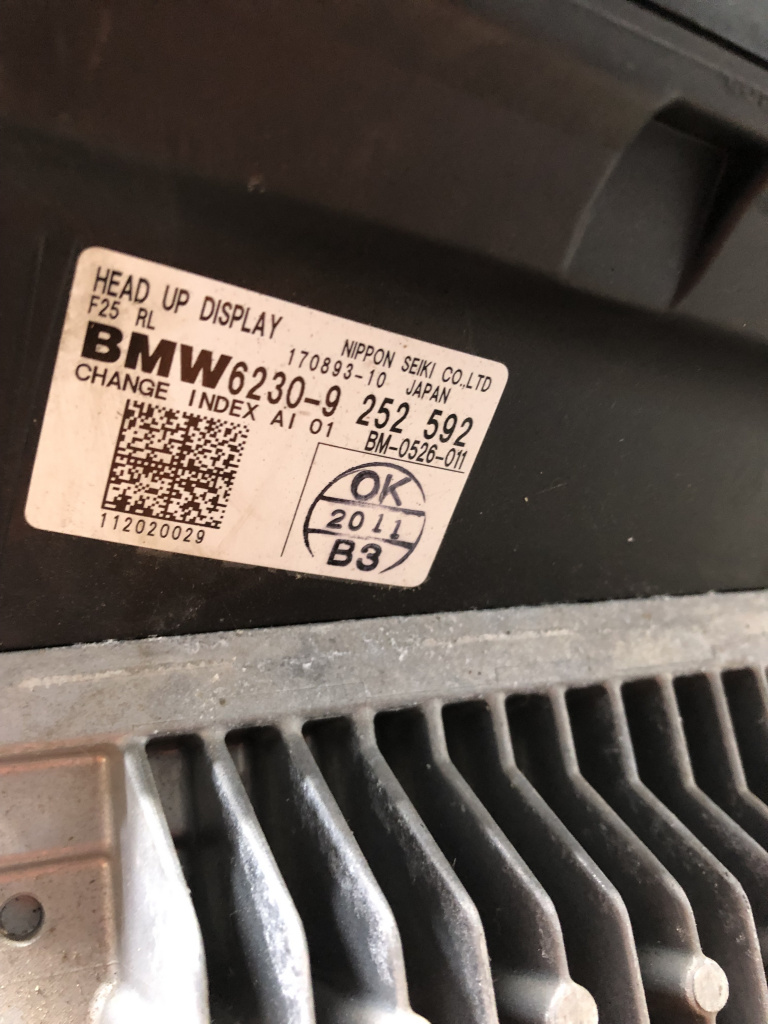 HEAD UP DISPLAY
F25 RL
NIPPON SEIKI CO.,LTD
170893-10 JAPAN
BMW 6230-9 252 592
CHANGE INDEX AI 01
BM-0526-011
OK
2011
B3
112020029